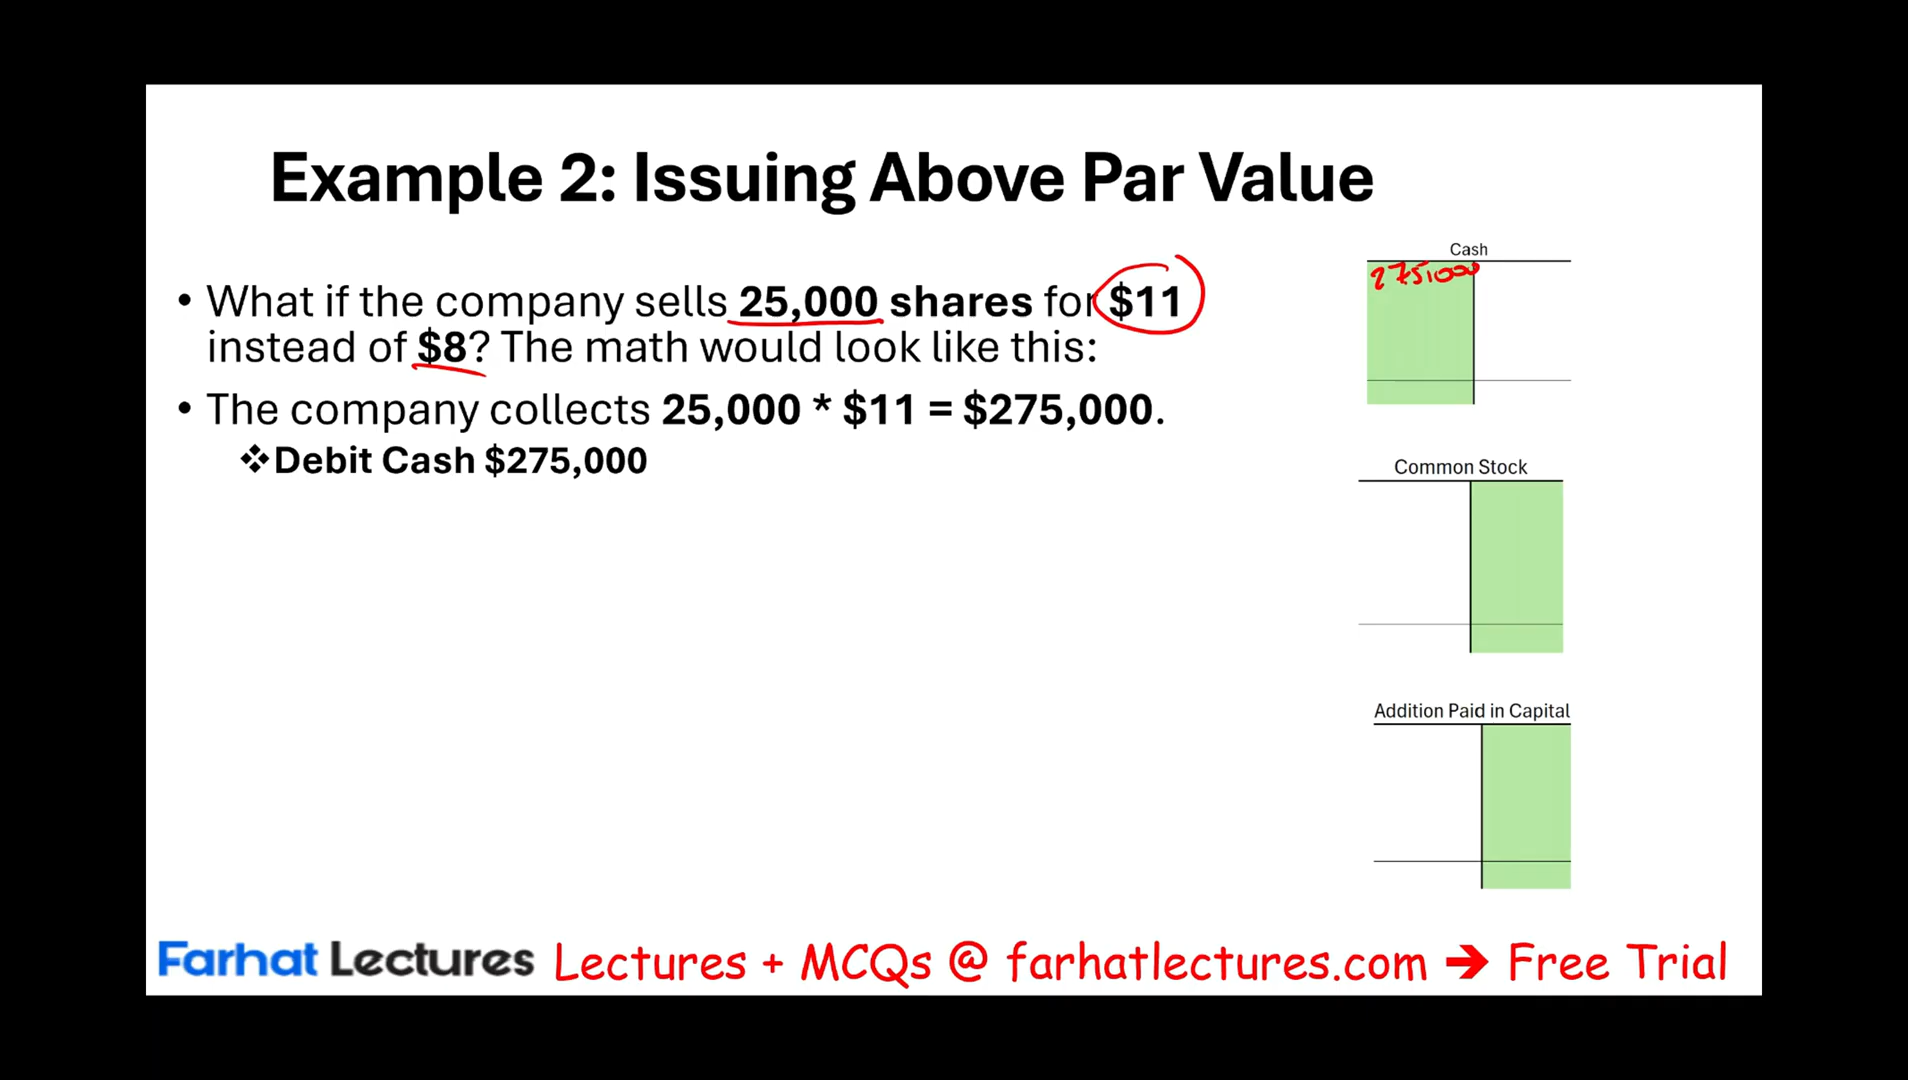 Example 2: Issuing Above Par Value
• What if the company sells 25,000 shares for $11
instead of $8? The math would look like this:
• The company collects 25,000 * $11 = $275,000.
❖Debit Cash $275,000
Cash
275,000
Common Stock
Addition Paid in Capital
Farhat Lectures Lectures + MCQs @ farhatlectures.com ➔ Free Trial